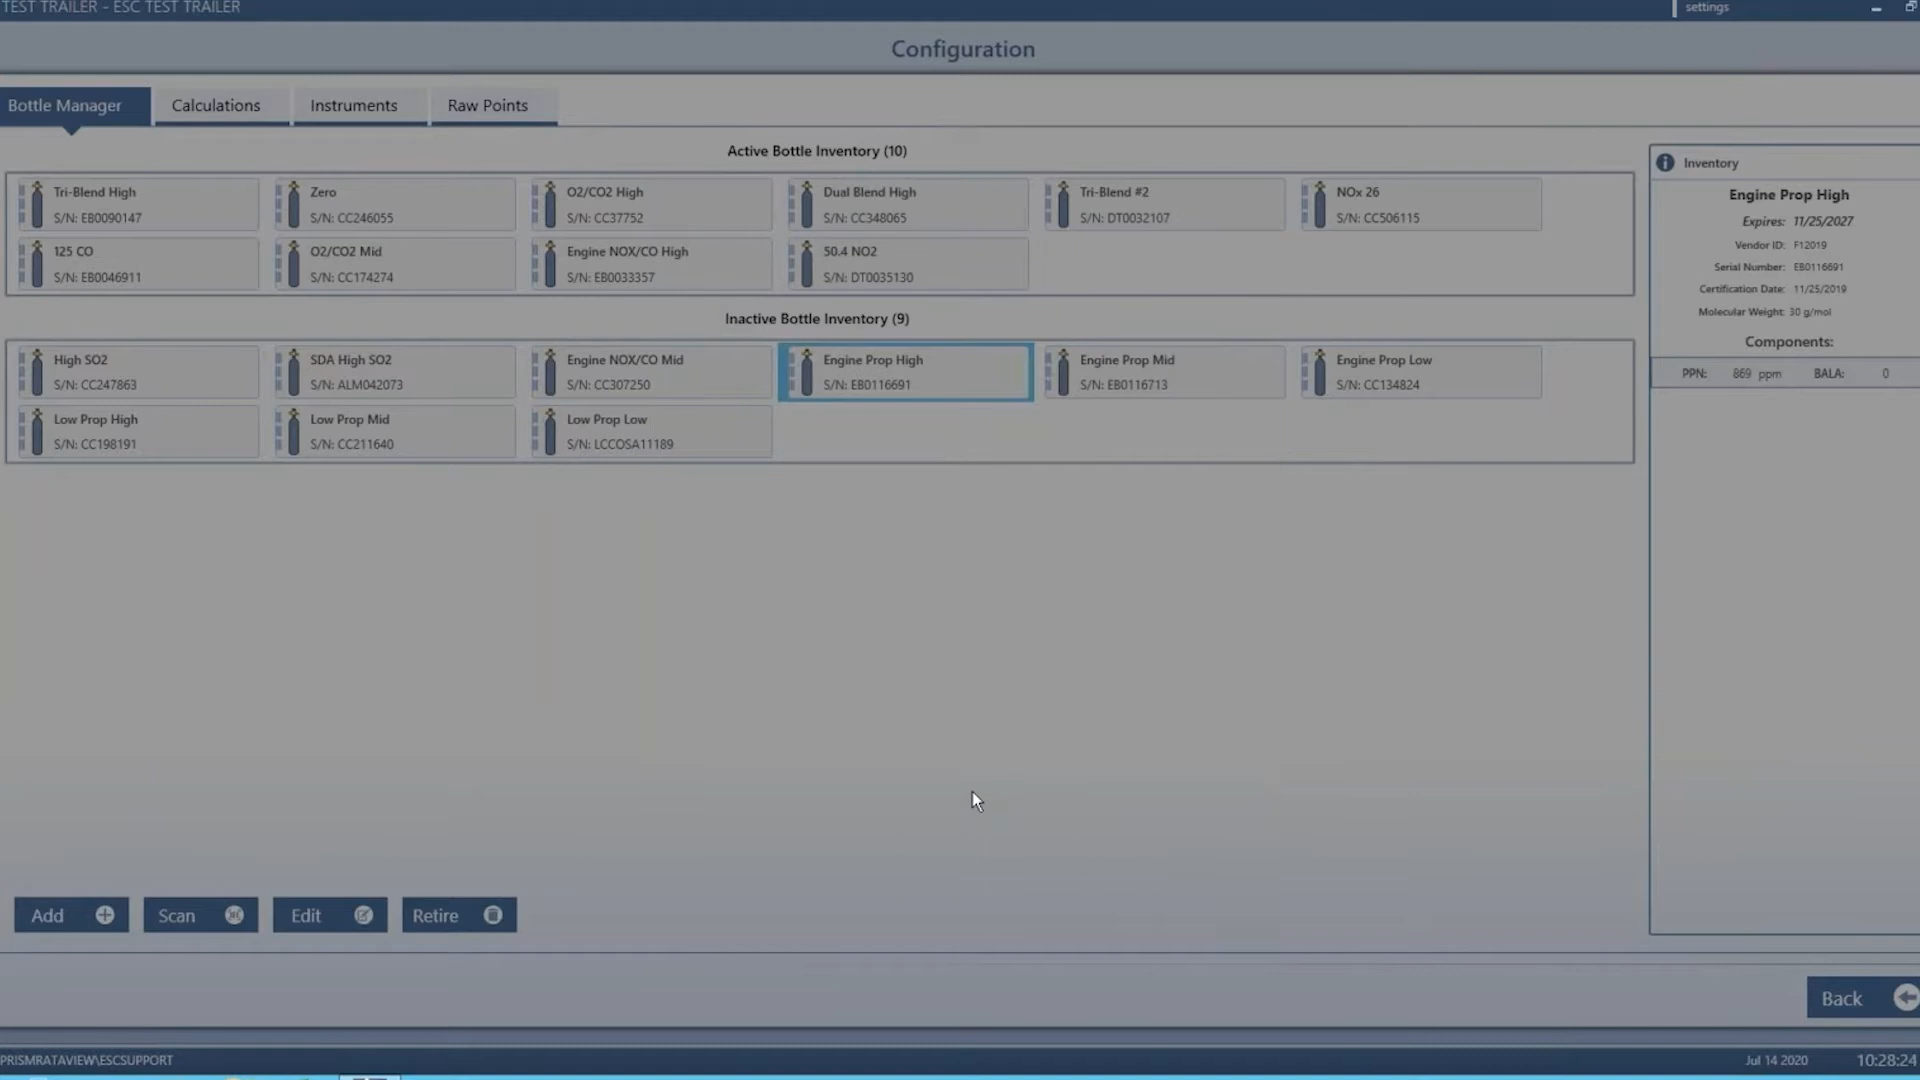 TEST TRAILER - ESC TEST TRAILER
settings
Configuration
Bottle Manager
Calculations
Instruments
Raw Points
Active Bottle Inventory (10)
Tri-Blend High
S/N: EB0090147
Zero
S/N: CC246055
O2/CO2 High
S/N: CC37752
Dual Blend High
S/N: CC348065
Tri-Blend #2
S/N: DT0032107
NOx 26
S/N: CC506115
125 CO
S/N: EB0046911
O2/CO2 Mid
S/N: CC174274
Engine NOX/CO High
S/N: EB0033357
50.4 NO2
S/N: DT0035130
Inactive Bottle Inventory (9)
High SO2
S/N: CC247863
SDA High SO2
S/N: ALM042073
Engine NOX/CO Mid
S/N: CC307250
Engine Prop High
S/N: EB0116691
Engine Prop Mid
S/N: EB0116713
Engine Prop Low
S/N: CC134824
Low Prop High
S/N: CC198191
Low Prop Mid
S/N: CC211640
Low Prop Low
S/N: LCCOSA11189
Inventory
Engine Prop High
Expires: 11/25/2027
Vendor ID: F12019
Serial Number: EB0116691
Certification Date: 11/25/2019
Molecular Weight: 30 g/mol
Components:
PPN: 869 ppm BALA: 0
Add
Scan
Edit
Retire
Back
PRISMRATAVIEW\ESCSUPPORT
Jul 14 2020 10:28:24